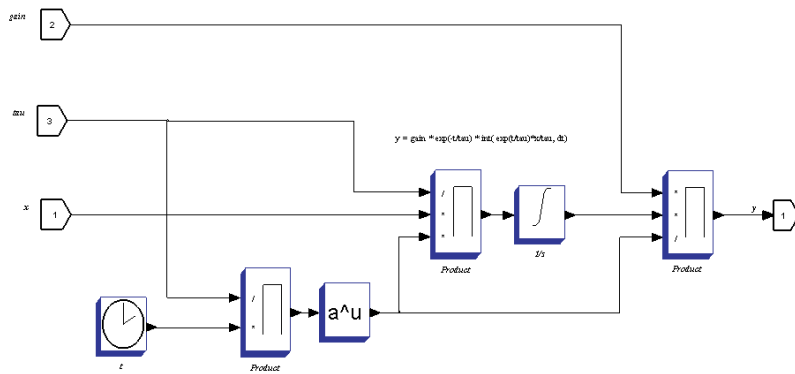 gain
2
tau
3
y = gain * exp(-t/tau) * int( exp(t/tau)*x/tau, dt)
x
1
/
*
*
Product
1/s
*
*
/
Product
y
1
/
*
Product
a^u
t